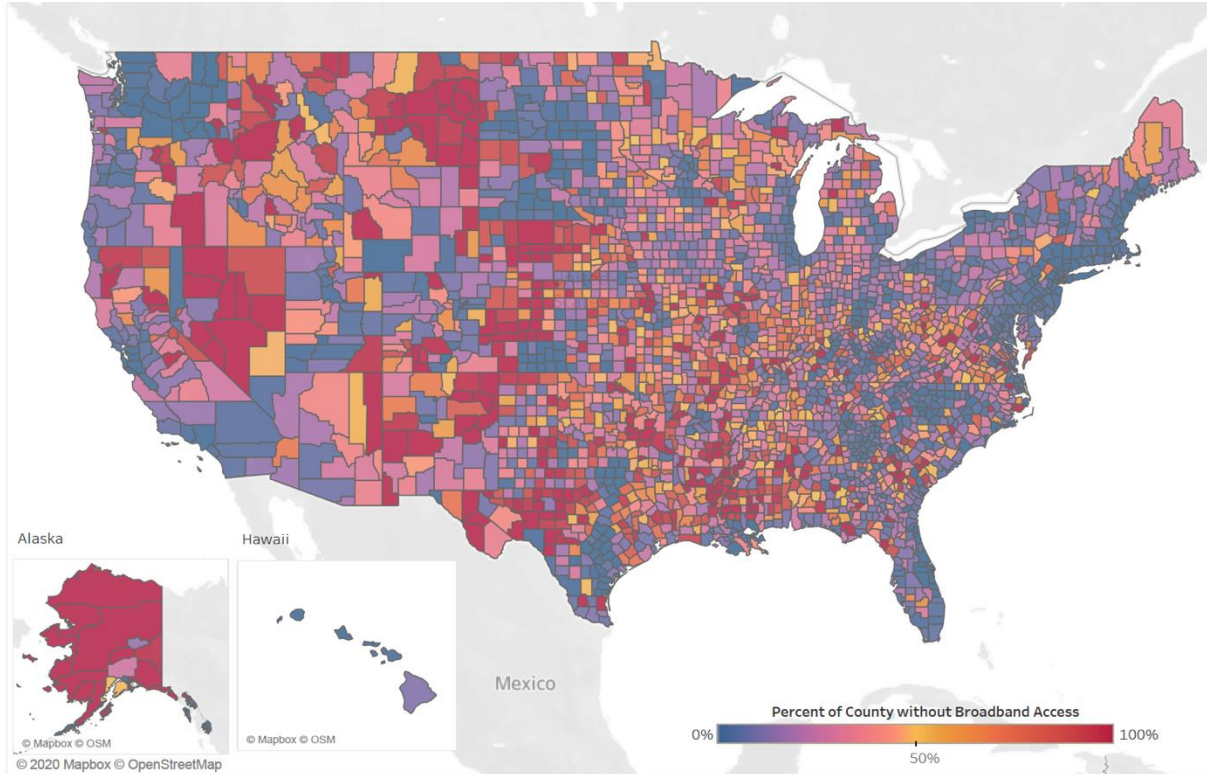 Alaska
Hawaii
Mexico
© Mapbox © OSM
© Mapbox © OSM
© 2020 Mapbox © OpenStreetMap
Percent of County without Broadband Access
0%
100%
50%